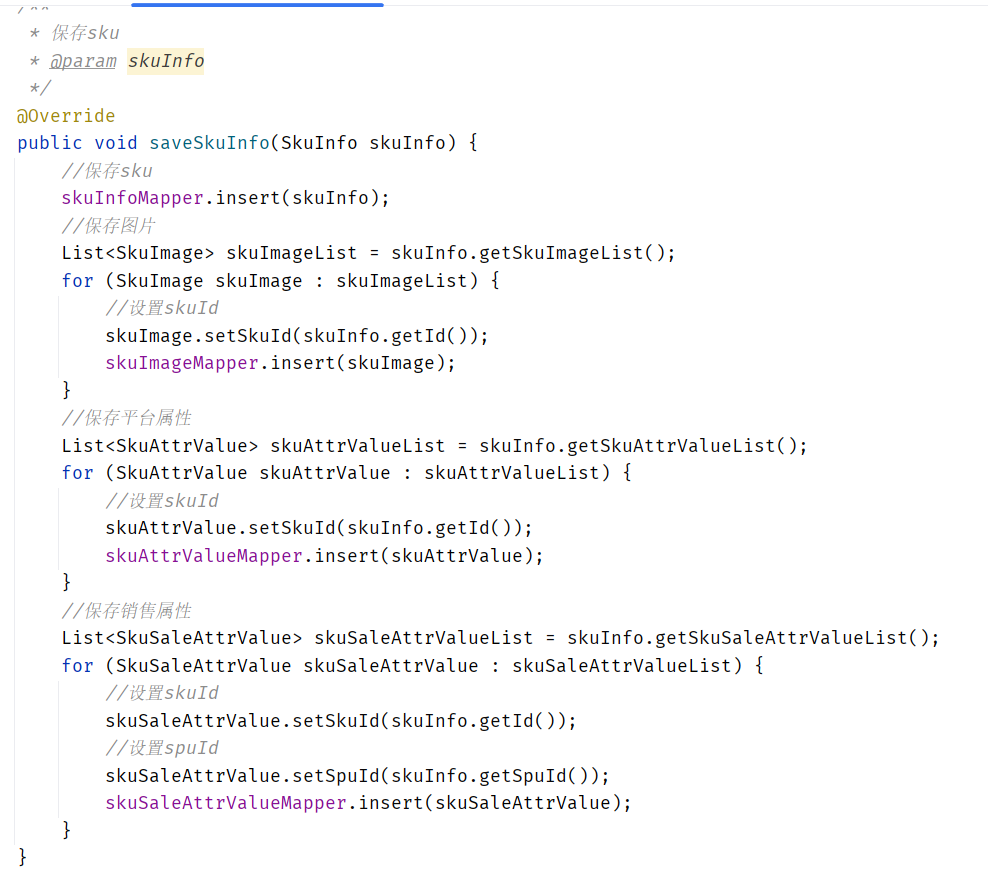 /**
* 保存sku
* @param skuInfo
*/
@Override
public void saveSkuInfo(SkuInfo skuInfo) {
//保存sku
skuInfoMapper.insert(skuInfo);
//保存图片
List<SkuImage> skuImageList = skuInfo.getSkuImageList();
for (SkuImage skuImage : skuImageList) {
//设置skuId
skuImage.setSkuId(skuInfo.getId());
skuImageMapper.insert(skuImage);
}
//保存平台属性
List<SkuAttrValue> skuAttrValueList = skuInfo.getSkuAttrValueList();
for (SkuAttrValue skuAttrValue : skuAttrValueList) {
//设置skuId
skuAttrValue.setSkuId(skuInfo.getId());
skuAttrValueMapper.insert(skuAttrValue);
}
//保存销售属性
List<SkuSaleAttrValue> skuSaleAttrValueList = skuInfo.getSkuSaleAttrValueList();
for (SkuSaleAttrValue skuSaleAttrValue : skuSaleAttrValueList) {
//设置skuId
skuSaleAttrValue.setSkuId(skuInfo.getId());
//设置spuId
skuSaleAttrValue.setSpuId(skuInfo.getSpuId());
skuSaleAttrValueMapper.insert(skuSaleAttrValue);
}
}